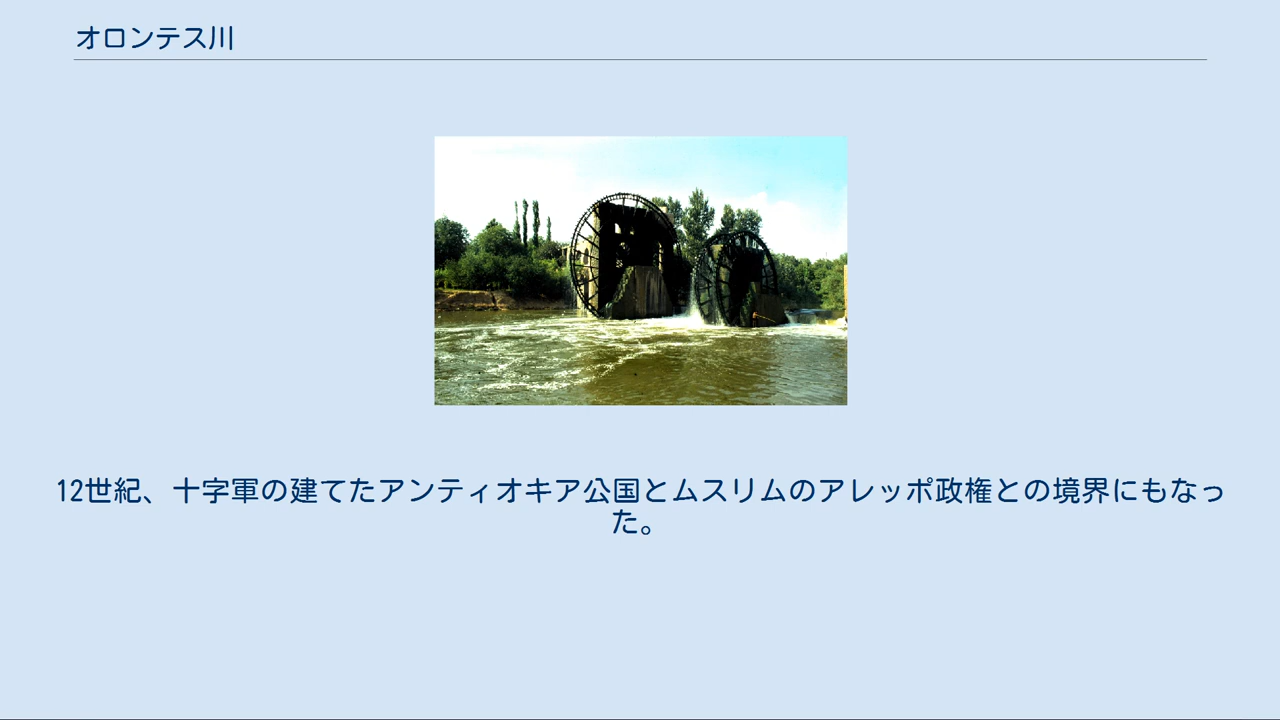 オロンテス川
12世紀、十字軍の建てたアンティオキア公国とムスリムのアレッポ政権との境界にもなっ
た。